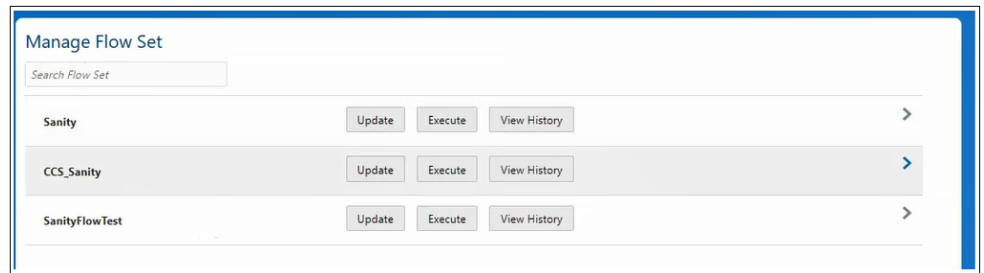 Manage Flow Set
Search Flow Set
Sanity Update Execute View History
CCS_Sanity Update Execute View History
SanityFlowTest Update Execute View History